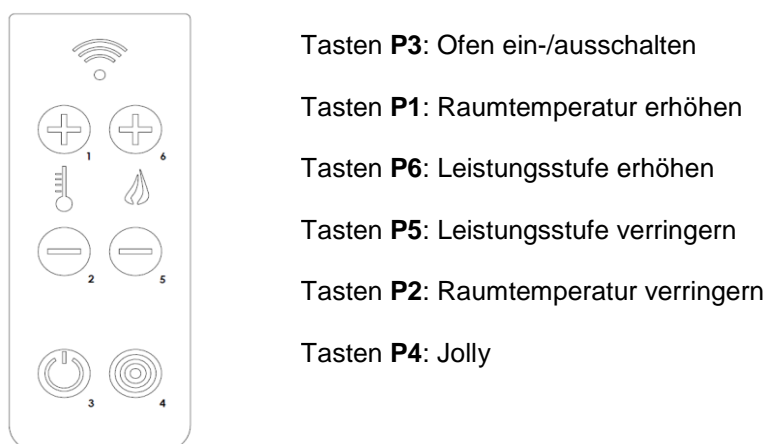 Tasten P3: Ofen ein-/ausschalten
Tasten P1: Raumtemperatur erhöhen
Tasten P6: Leistungsstufe erhöhen
Tasten P5: Leistungsstufe verringern
Tasten P2: Raumtemperatur verringern
Tasten P4: Jolly
1 6
2 5
3 4